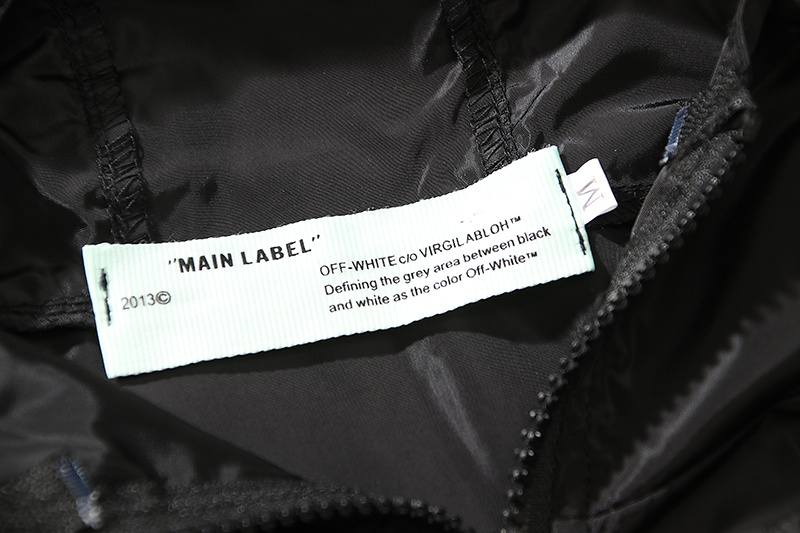 "MAIN LABEL"
2013©
OFF-WHITE c/o VIRGIL ABLOH™
Defining the grey area between black
and white as the color Off-White™
M